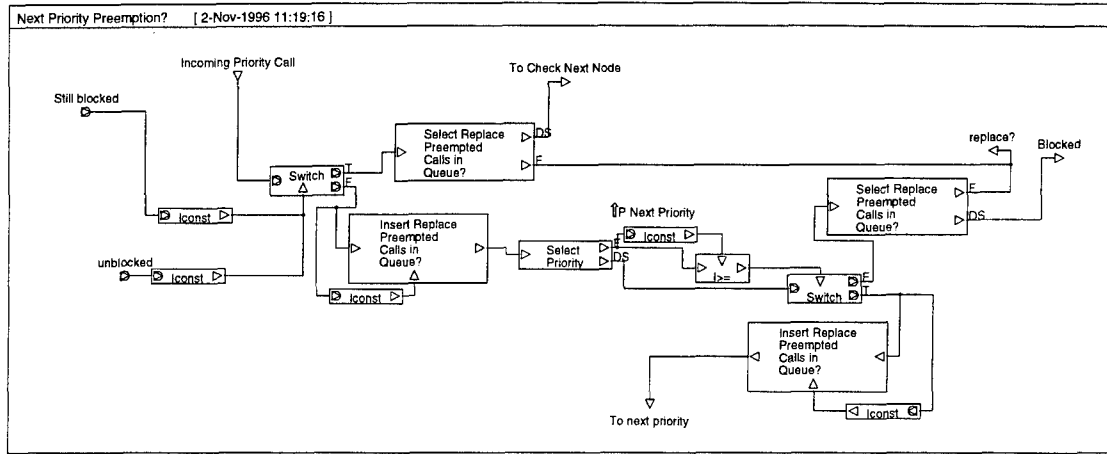 Next Priority Preemption? [ 2-Nov-1996 11:19:16 ]
Incoming Priority Call
To Check Next Node
Still blocked
Select Replace
Preempted
Calls in
Queue?
DS
F
replace?
Blocked
Switch
T
F
Iconst
unblocked
Iconst
Insert Replace
Preempted
Calls in
Queue?
Iconst
Select
Priority
F
DS
⇑P Next Priority
Iconst
I>=
Select Replace
Preempted
Calls in
Queue?
F
DS
Switch
F
T
Insert Replace
Preempted
Calls in
Queue?
Iconst
To next priority